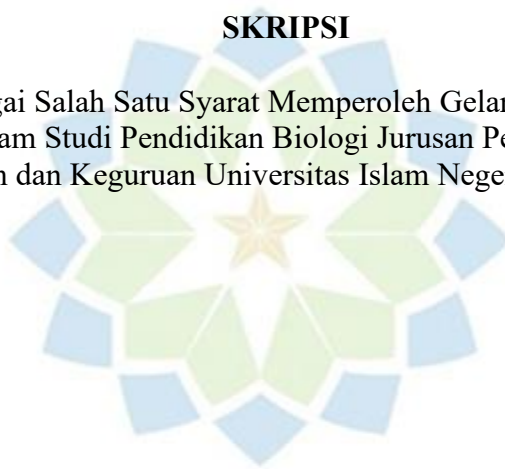 SKRIPSI
gai Salah Satu Syarat Memperoleh Gelar
am Studi Pendidikan Biologi Jurusan Pe
n dan Keguruan Universitas Islam Nege